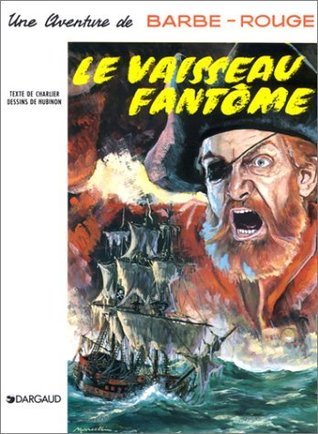 Une Aventure de BARBE-ROUGE
LE VAISSEAU
FANTÔME
TEXTE DE CHARLIER
DESSINS DE HUBINON
DARGAUD